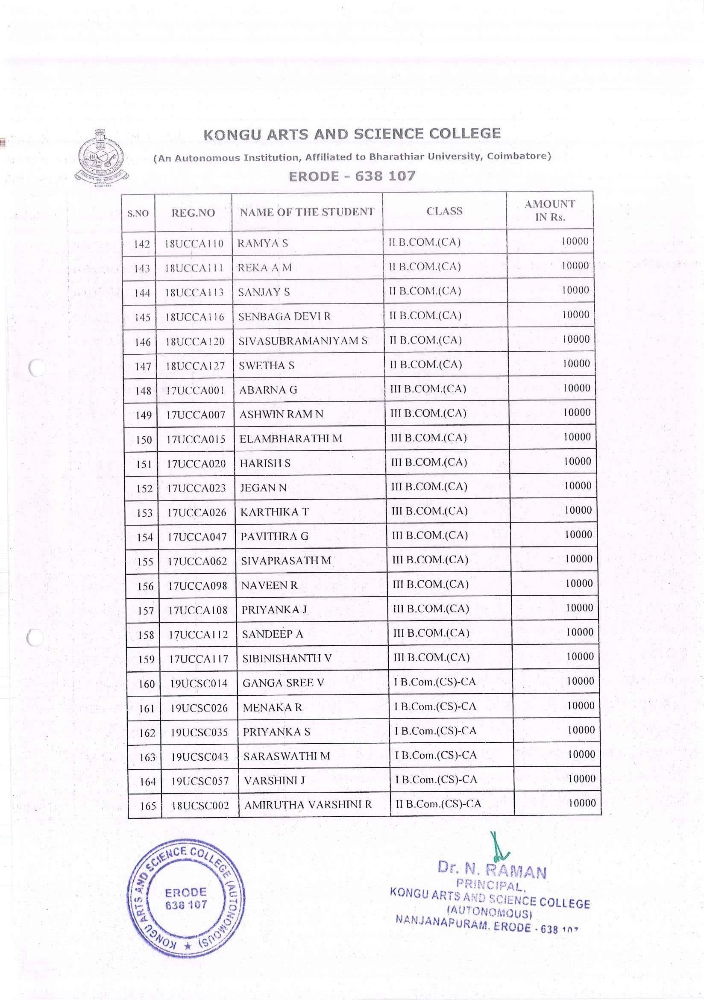 KONGU ARTS AND SCIENCE COLLEGE
(An Autonomous Institution, Affiliated to Bharathiar University, Coimbatore)
ERODE - 638 107
S.NO REG.NO NAME OF THE STUDENT CLASS AMOUNT IN Rs.
142 18UCCA110 RAMYA S II B.COM.(CA) 10000
143 18UCCA111 REKA A M II B.COM.(CA) 10000
144 18UCCA113 SANJAY S II B.COM.(CA) 10000
145 18UCCA116 SENBAGA DEVI R II B.COM.(CA) 10000
146 18UCCA120 SIVASUBRAMANIYAM S II B.COM.(CA) 10000
147 18UCCA127 SWETHA S II B.COM.(CA) 10000
148 17UCCA001 ABARNA G III B.COM.(CA) 10000
149 17UCCA007 ASHWIN RAM N III B.COM.(CA) 10000
150 17UCCA015 ELAMBHARATHI M III B.COM.(CA) 10000
151 17UCCA020 HARISH S III B.COM.(CA) 10000
152 17UCCA023 JEGAN N III B.COM.(CA) 10000
153 17UCCA026 KARTHIKA T III B.COM.(CA) 10000
154 17UCCA047 PAVITHRA G III B.COM.(CA) 10000
155 17UCCA062 SIVAPRASATH M III B.COM.(CA) 10000
156 17UCCA098 NAVEEN R III B.COM.(CA) 10000
157 17UCCA108 PRIYANKA J III B.COM.(CA) 10000
158 17UCCA112 SANDEEP A III B.COM.(CA) 10000
159 17UCCA117 SIBINISHANTH V III B.COM.(CA) 10000
160 19UCSC014 GANGA SREE V I B.Com.(CS)-CA 10000
161 19UCSC026 MENAKA R I B.Com.(CS)-CA 10000
162 19UCSC035 PRIYANKA S I B.Com.(CS)-CA 10000
163 19UCSC043 SARASWATHI M I B.Com.(CS)-CA 10000
164 19UCSC057 VARSHINI J I B.Com.(CS)-CA 10000
165 18UCSC002 AMIRUTHA VARSHINI R II B.Com.(CS)-CA 10000
KONGU ARTS AND SCIENCE COLLEGE (AUTONOMOUS) ★
ERODE
638 107
Dr. N. RAMAN
PRINCIPAL,
KONGU ARTS AND SCIENCE COLLEGE
(AUTONOMOUS)
NANJANAPURAM, ERODE - 638 107